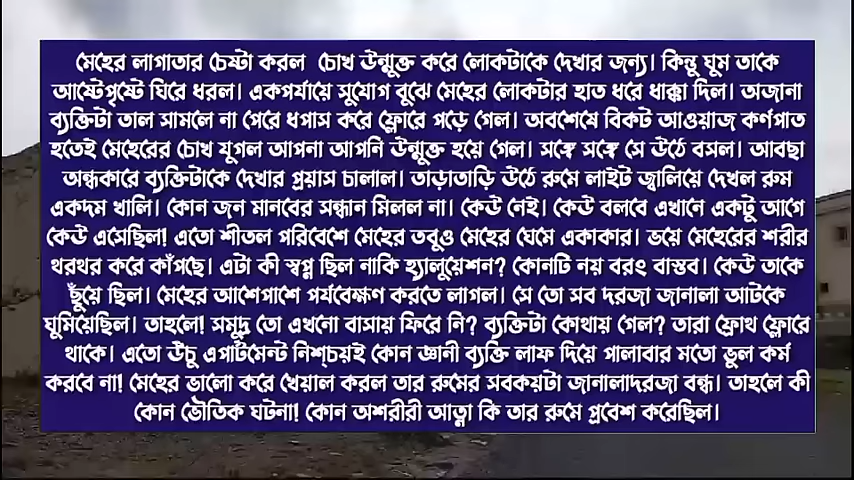 মেহের লাগাতার চেষ্টা করল চোখ উন্মুক্ত করে লোকটাকে দেখার জন্য। কিন্তু ঘুম তাকে
আষ্টেপৃষ্টে ঘিরে ধরল। একপর্যায়ে সুযোগ বুঝে মেহের লোকটার হাত ধরে ধাক্কা দিল। অজানা
ব্যক্তিটা তাল সামলে না পেরে ধপাস করে ফ্লোরে পড়ে গেল। অবশেষে বিকট আওয়াজ কর্ণপাত
হতেই মেহেরের চোখ যুগল আপনা আপনি উন্মুক্ত হয়ে গেল। সঙ্গে সঙ্গে সে উঠে বসল। আবছা
অন্ধকারে ব্যক্তিটাকে দেখার প্রয়াস চালাল। তাড়াতাড়ি উঠে রুমে লাইট জ্বালিয়ে দেখল রুম
একদম খালি। কোন জন মানবের সন্ধান মিলল না। কেউ নেই। কেউ বলবে এখানে একটু আগে
কেউ এসেছিল! এতো শীতল পরিবেশে মেহের তবুও মেহের ঘেমে একাকার। ভয়ে মেহেরের শরীর
থরথর করে কাঁপছে। এটা কী স্বপ্ন ছিল নাকি হ্যালুয়েশন? কোনটি নয় বরং বাস্তব। কেউ তাকে
ছুঁয়ে ছিল। মেহের আশেপাশে পর্যবেক্ষণ করতে লাগল। সে তো সব দরজা জানালা আটকে
ঘুমিয়েছিল। তাহলে! সমুদ্র তো এখনো বাসায় ফিরে নি? ব্যক্তিটা কোথায় গেল? তারা ফ্রোথ ফ্লোরে
থাকে। এতো উঁচু এপার্টমেন্ট নিশ্চয়ই কোন জ্ঞানী ব্যক্তি লাফ দিয়ে পালাবার মতো ভুল কর্ম
করবে না! মেহের ভালো করে খেয়াল করল তার রুমের সবকয়টা জানালাদরজা বন্ধ। তাহলে কী
কোন ভৌতিক ঘটনা! কোন অশরীরী আত্না কি তার রুমে প্রবেশ করেছিল।